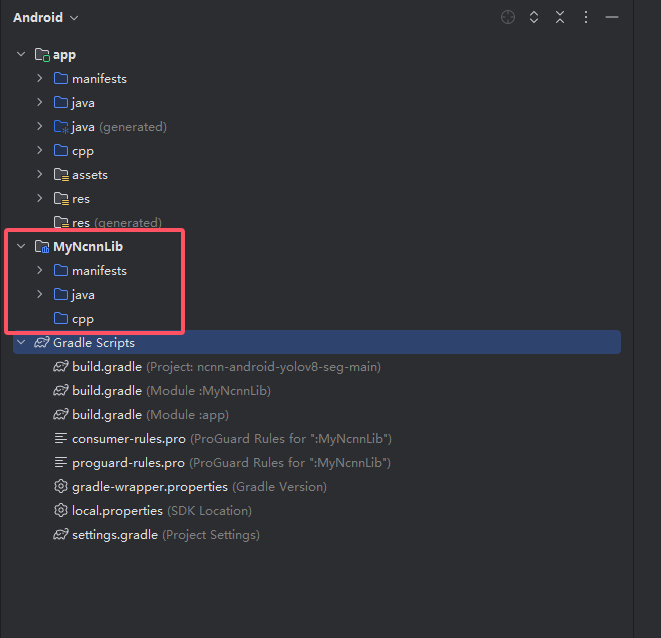 Android
app
manifests
java
java (generated)
cpp
assets
res
res (generated)
MyNcnnLib
manifests
java
cpp
Gradle Scripts
build.gradle (Project: ncnn-android-yolov8-seg-main)
build.gradle (Module :MyNcnnLib)
build.gradle (Module :app)
consumer-rules.pro (ProGuard Rules for ":MyNcnnLib")
proguard-rules.pro (ProGuard Rules for ":MyNcnnLib")
gradle-wrapper.properties (Gradle Version)
local.properties (SDK Location)
settings.gradle (Project Settings)